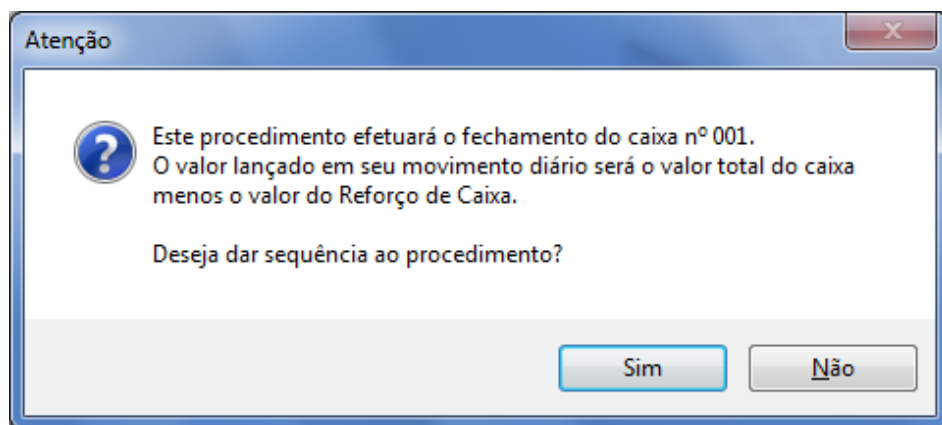 Atenção
Este procedimento efetuará o fechamento do caixa nº 001.
O valor lançado em seu movimento diário será o valor total do caixa
menos o valor do Reforço de Caixa.
Deseja dar sequência ao procedimento?
Sim
Não